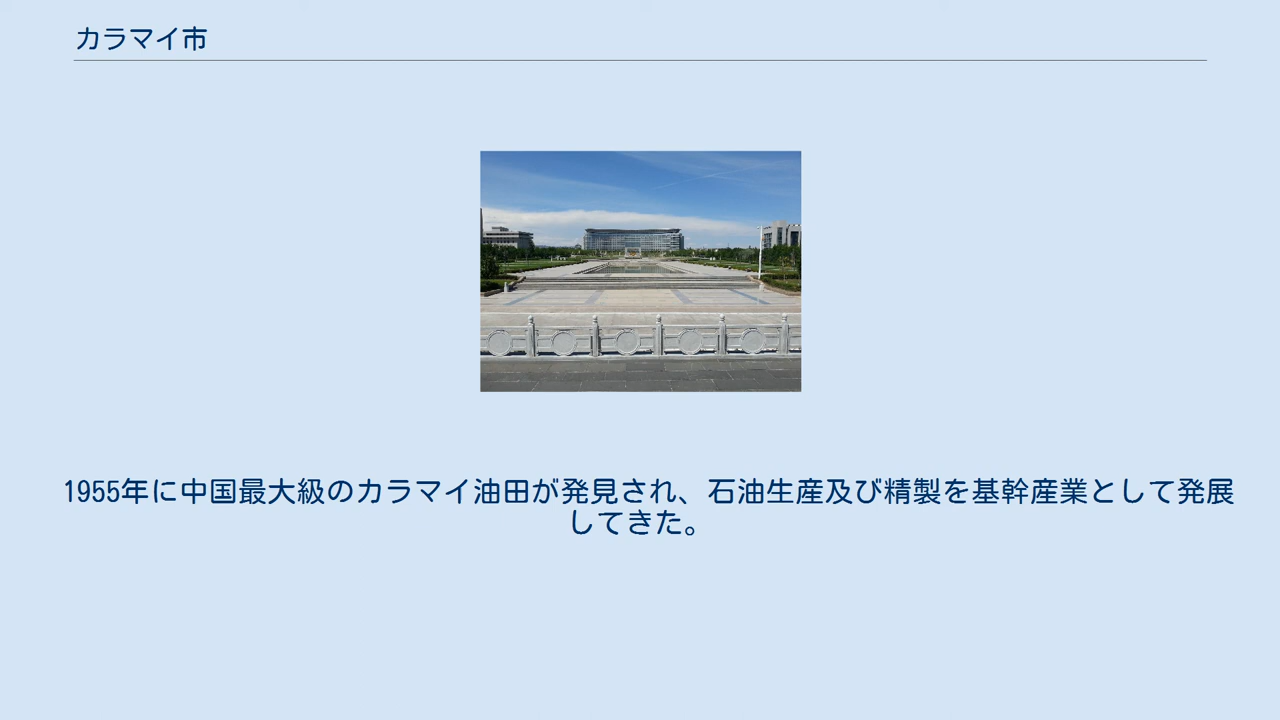 カラマイ市
1955年に中国最大級のカラマイ油田が発見され、石油生産及び精製を基幹産業として発展
してきた。